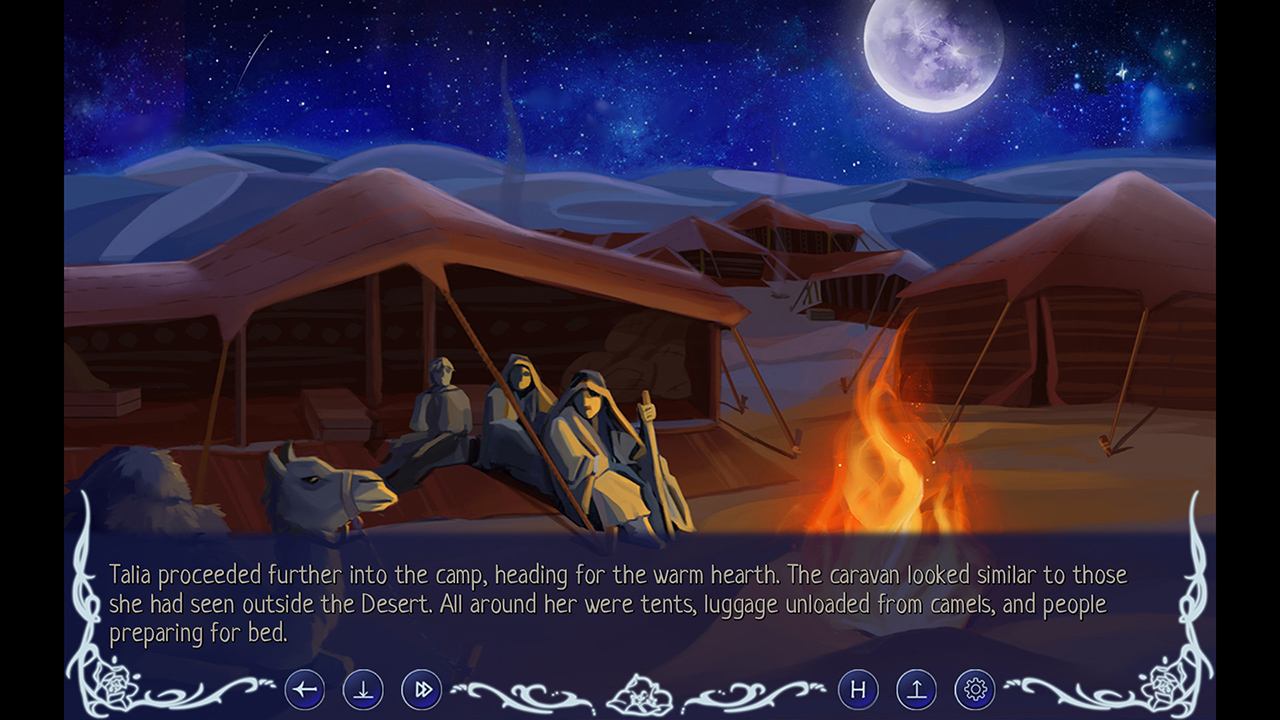 Talia proceeded further into the camp, heading for the warm hearth. The caravan looked similar to those
she had seen outside the Desert. All around her were tents, luggage unloaded from camels, and people
preparing for bed.
H